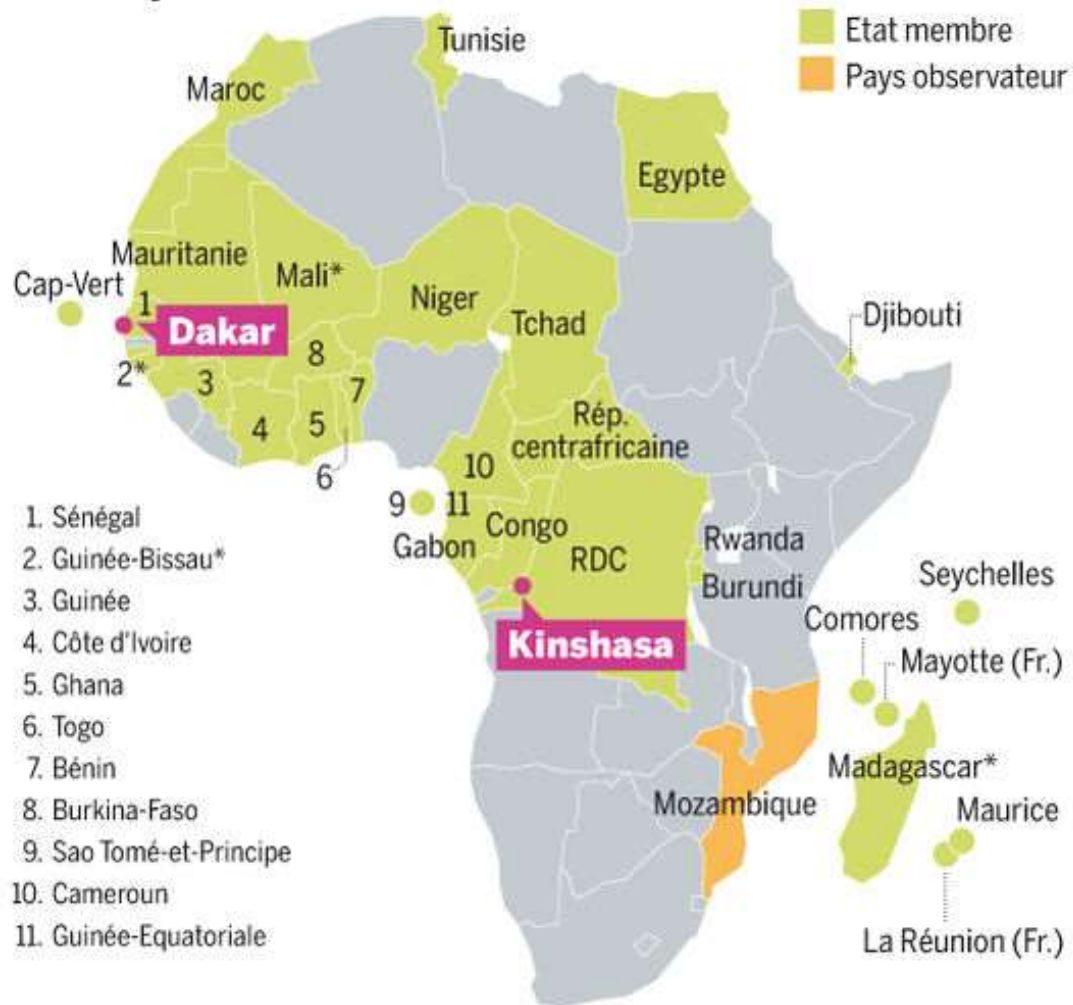 Tunisie
Etat membre
Pays observateur
Maroc
Egypte
Mauritanie
Cap-Vert
Mali*
Niger
Tchad
Djibouti
1
Dakar
2*
3
4
5
6
7
8
Rép.
centrafricaine
9
10
11
Gabon
Congo
RDC
Rwanda
Burundi
Kinshasa
Seychelles
Comores
Mayotte (Fr.)
Madagascar*
Mozambique
Maurice
La Réunion (Fr.)
1. Sénégal
2. Guinée-Bissau*
3. Guinée
4. Côte d'Ivoire
5. Ghana
6. Togo
7. Bénin
8. Burkina-Faso
9. Sao Tomé-et-Principe
10. Cameroun
11. Guinée-Equatoriale